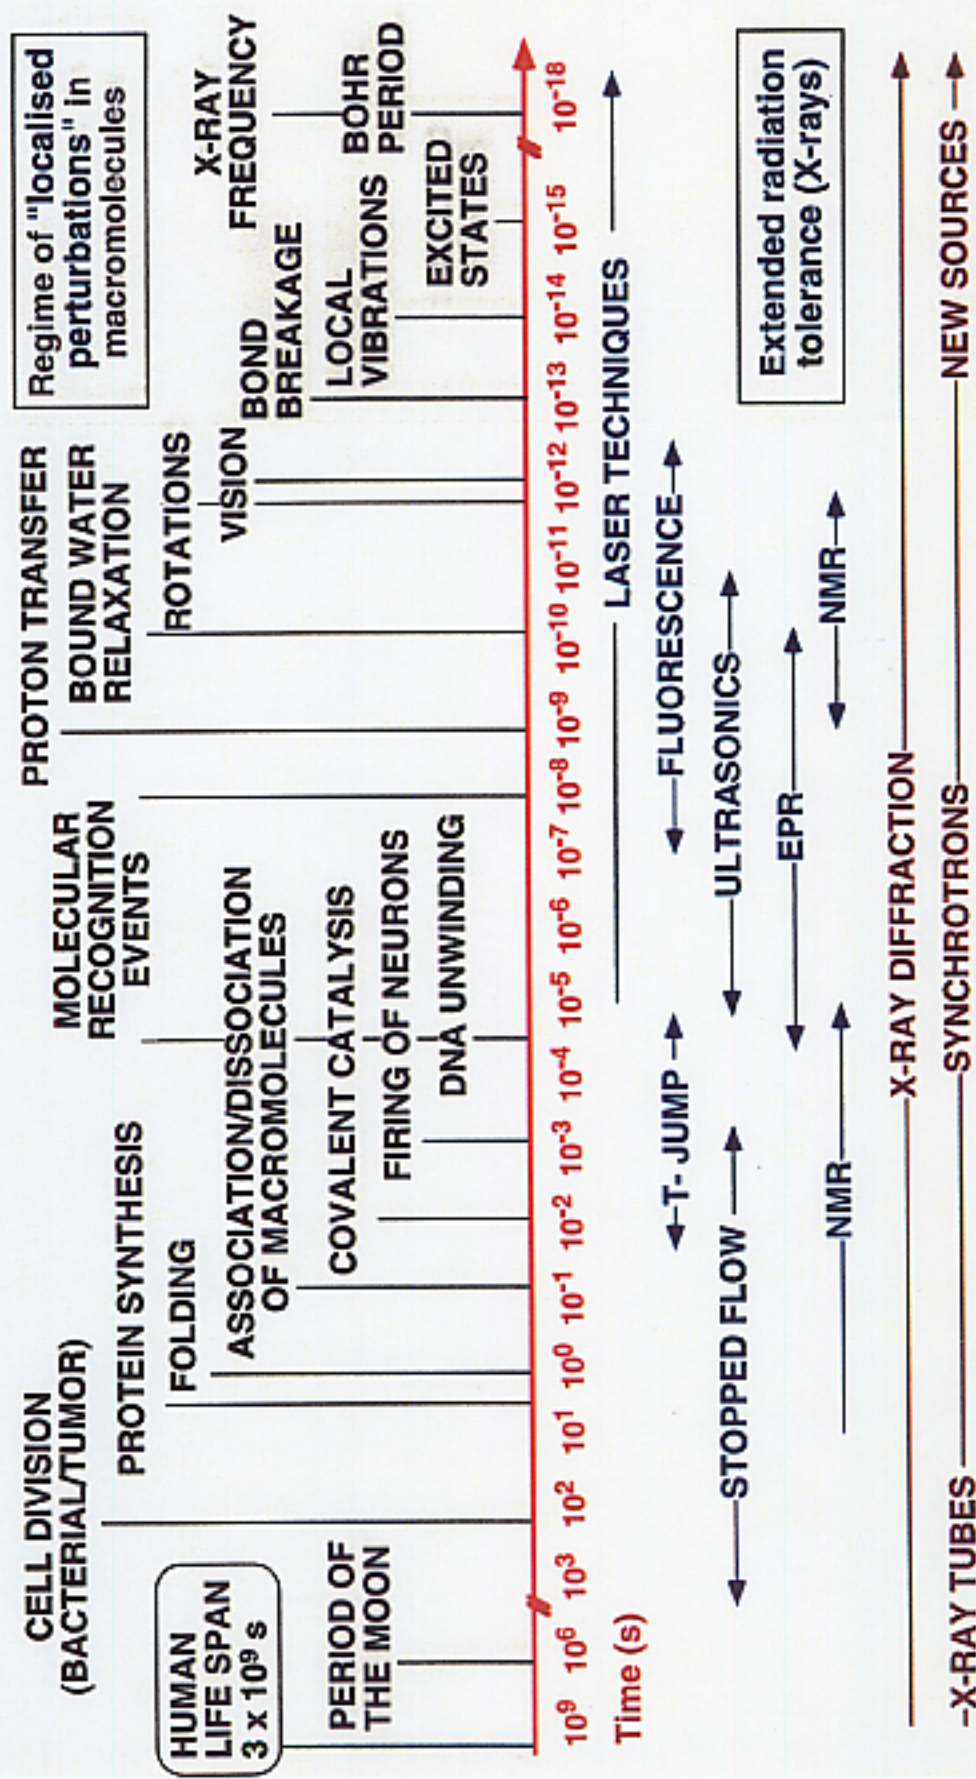 CELL DIVISION
(BACTERIAL/TUMOR)
PROTEIN SYNTHESIS
FOLDING
HUMAN
LIFE SPAN
3 x 10⁹ s
PERIOD OF
THE MOON
MOLECULAR
RECOGNITION
EVENTS
ASSOCIATION/DISSOCIATION
OF MACROMOLECULES
COVALENT CATALYSIS
FIRING OF NEURONS
DNA UNWINDING
PROTON TRANSFER
BOUND WATER
RELAXATION
ROTATIONS
VISION
Regime of "localised
perturbations" in
macromolecules
X-RAY
FREQUENCY
BOND
BREAKAGE
LOCAL
VIBRATIONS
BOHR
PERIOD
EXCITED
STATES
10⁹ 10⁶ 10³ 10² 10¹ 10⁰ 10⁻¹ 10⁻² 10⁻³ 10⁻⁴ 10⁻⁵ 10⁻⁶ 10⁻⁷ 10⁻⁸ 10⁻⁹ 10⁻¹⁰ 10⁻¹¹ 10⁻¹² 10⁻¹³ 10⁻¹⁴ 10⁻¹⁵ 10⁻¹⁸
Time (s)
LASER TECHNIQUES
T- JUMP
FLUORESCENCE
STOPPED FLOW
ULTRASONICS
EPR
Extended radiation
tolerance (X-rays)
NMR
NMR
X-RAY DIFFRACTION
-X-RAY TUBES
SYNCHROTRONS
NEW SOURCES